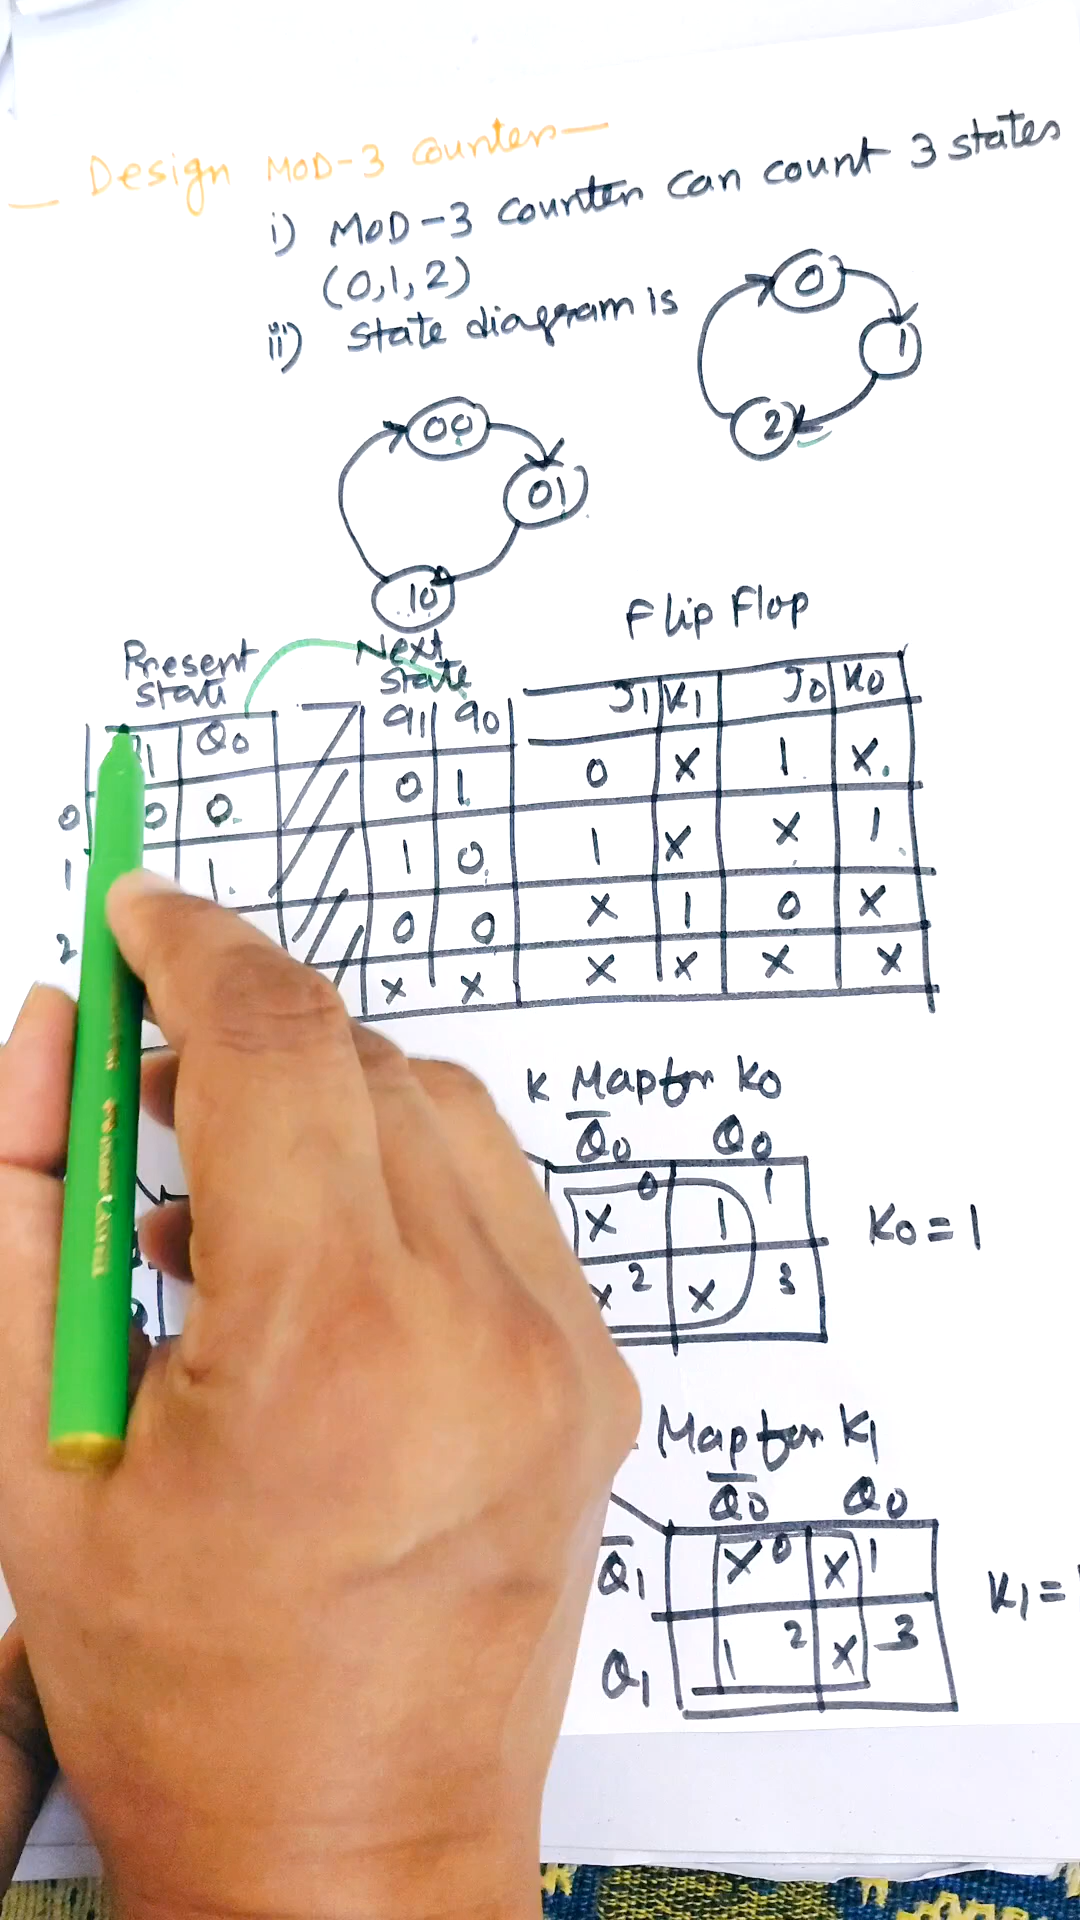 Design MOD-3 Counter
i) MOD-3 counter can count 3 states
(0,1,2)
ii) state diagram is
0
1
2
00
01
10
Flip Flop
Present Next
state state
Q0 q1 q0 J1 K1 J0 K0
0 0 0 0 1 0 X 1 X
1 1 1 0 1 X X 1
2 0 0 X 1 0 X
X X X X X X
K Map for K0
Q̅0 Q0
X 0 1 1
X 2 X 3
K0 = 1
Map for K1
Q̅0 Q0
Q̅1 X 0 X 1
Q1 1 2 X 3
K1 =